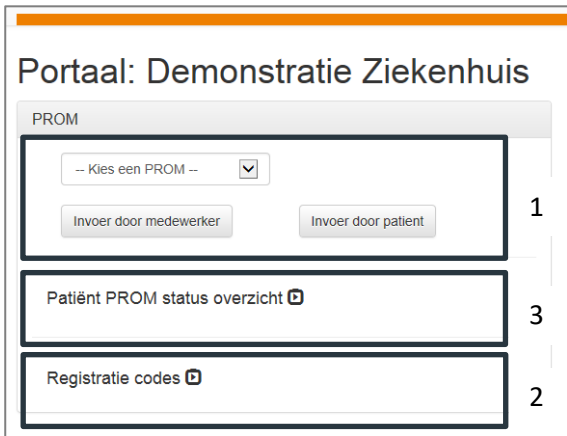 Portaal: Demonstratie Ziekenhuis
PROM
-- Kies een PROM --
Invoer door medewerker Invoer door patient
1
Patiënt PROM status overzicht
3
Registratie codes
2